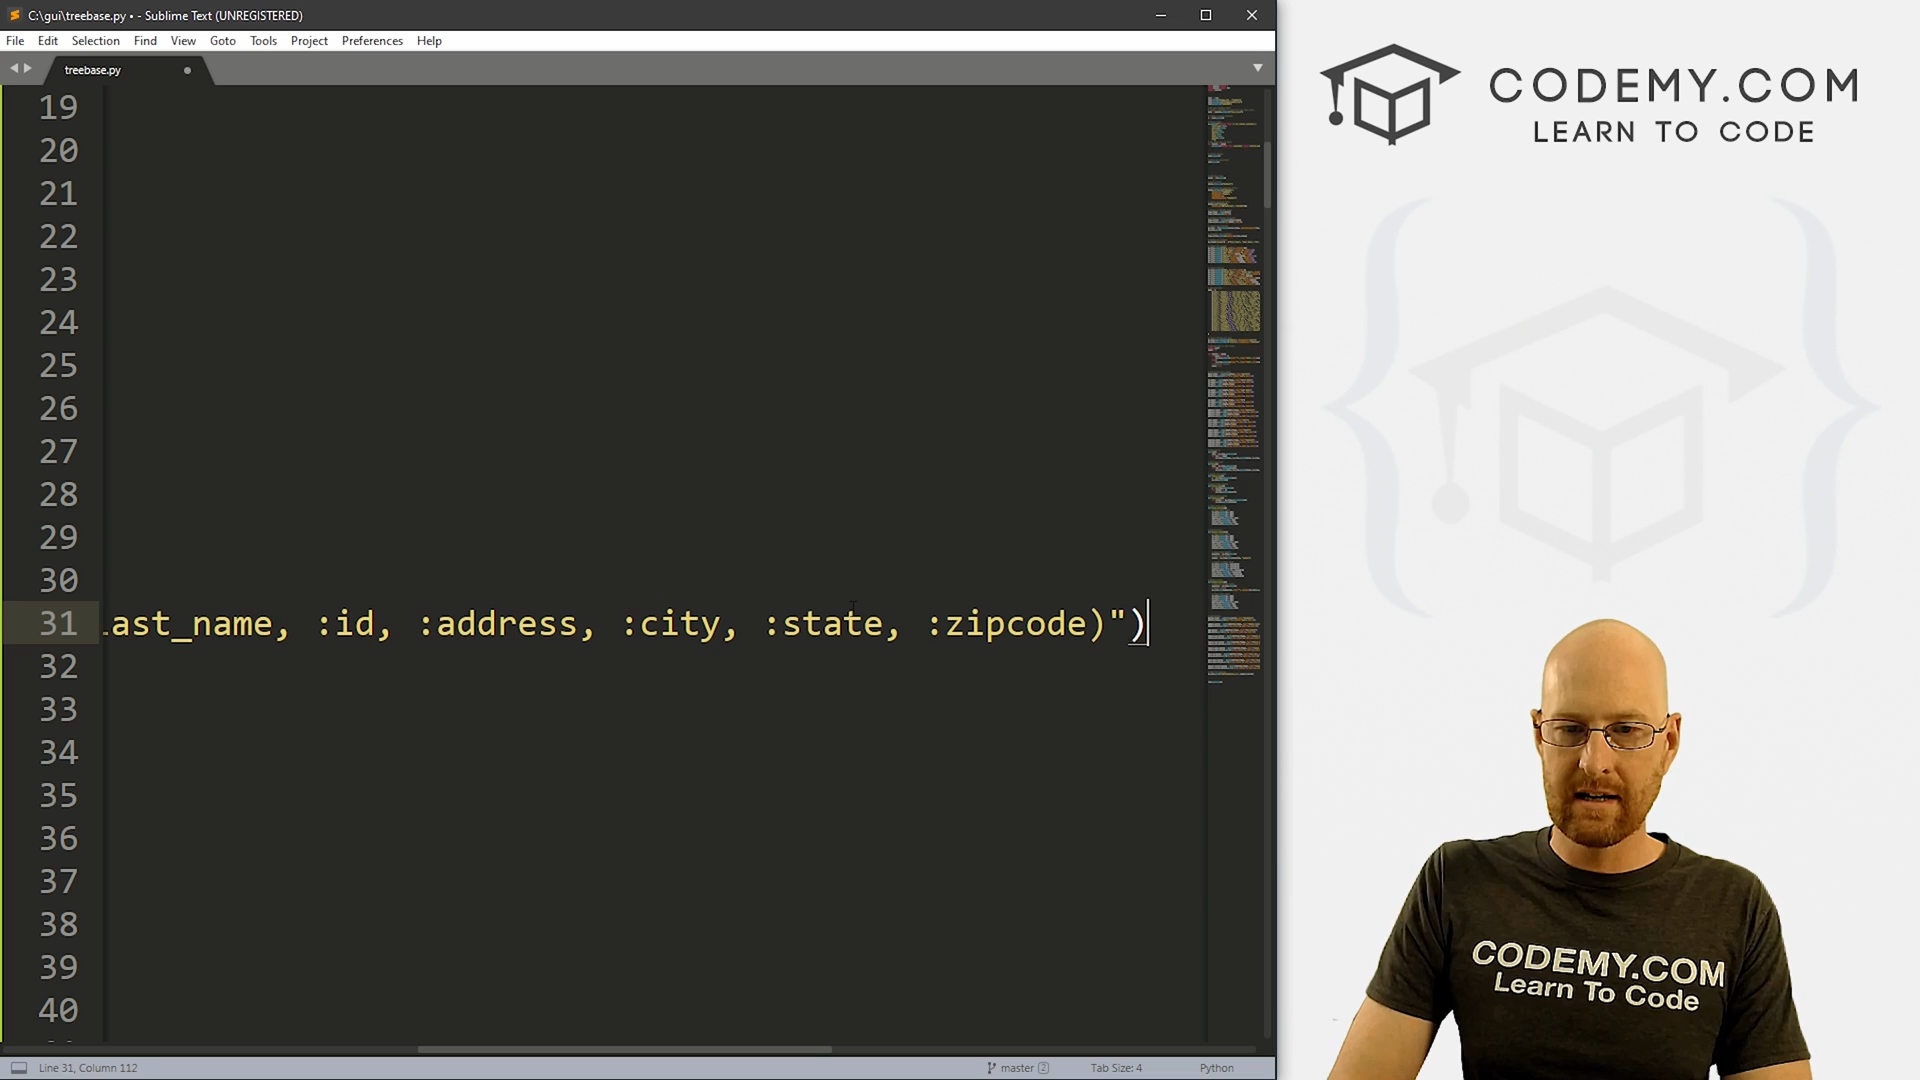 C:\gui\treebase.py • - Sublime Text (UNREGISTERED)
File Edit Selection Find View Goto Tools Project Preferences Help
treebase.py
19
20
21
22
23
24
25
26
27
28
29
30
31 last_name, :id, :address, :city, :state, :zipcode)")
32
33
34
35
36
37
38
39
40
Line 31, Column 112 master 2 Tab Size: 4 Python
CODEMY.COM
LEARN TO CODE
CODEMY.COM
Learn To Code